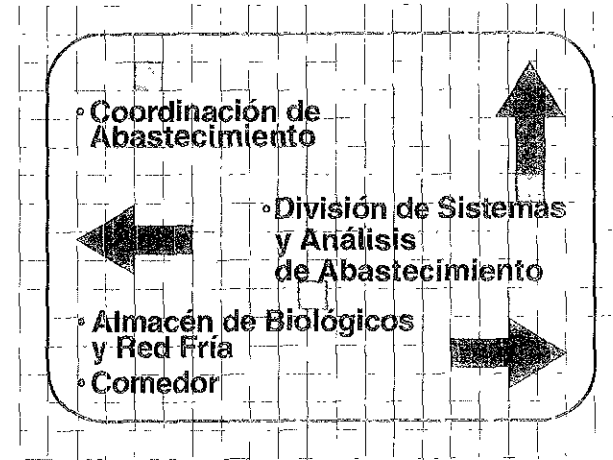 ◦ Coordinación de
Abastecimiento
◦ División de Sistemas
y Análisis
de Abastecimiento
◦ Almacén de Biológicos
y Red Fría
◦ Comedor